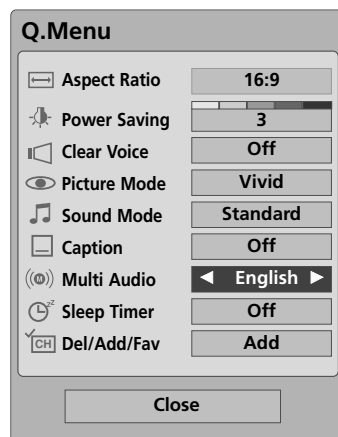 Q.Menu
Aspect Ratio 16:9
Power Saving 3
Clear Voice Off
Picture Mode Vivid
Sound Mode Standard
Caption Off
Multi Audio ◀ English ▶
Sleep Timer Off
CH Del/Add/Fav Add
Close